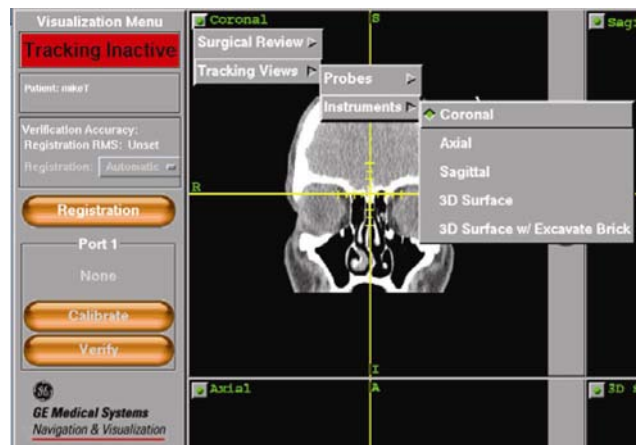 Visualization Menu
Tracking Inactive
Patient: mikeT
Verification Accuracy:
Registration RMS: Unset
Registration: Automatic
Registration
Port 1
None
Calibrate
Verify
GE Medical Systems
Navigation & Visualization
Coronal
S
Surgical Review
Tracking Views
Probes
Instruments
Coronal
Axial
Sagittal
3D Surface
3D Surface w/ Excavate Brick
R
I
Axial
A
Sagi
3D